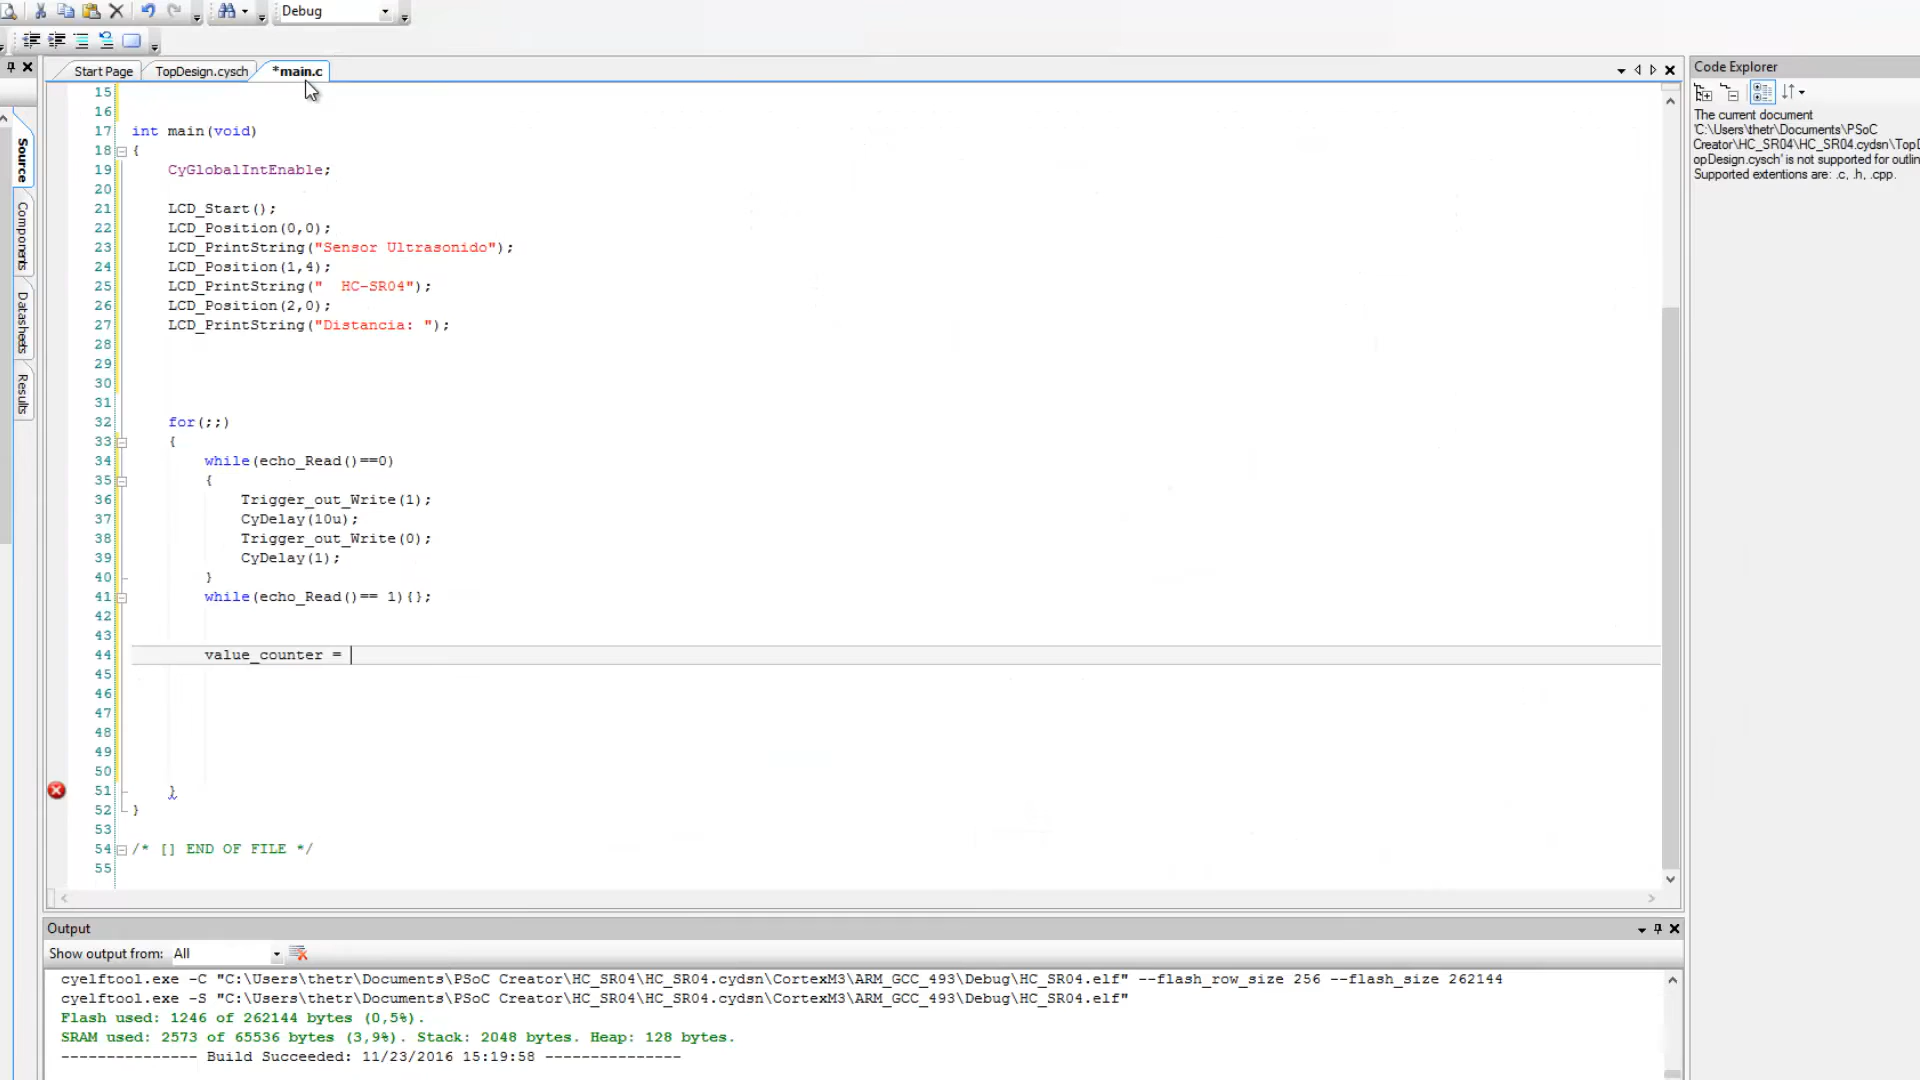 Debug
Start Page
TopDesign.cysch
*main.c
Code Explorer
Source
Components
Datasheets
Results
15
16
17 int main(void)
18 {
19 CyGlobalIntEnable;
20
21 LCD_Start();
22 LCD_Position(0,0);
23 LCD_PrintString("Sensor Ultrasonido");
24 LCD_Position(1,4);
25 LCD_PrintString("  HC-SR04");
26 LCD_Position(2,0);
27 LCD_PrintString("Distancia: ");
28
29
30
31
32 for(;;)
33 {
34 while(echo_Read()==0)
35 {
36 Trigger_out_Write(1);
37 CyDelay(10u);
38 Trigger_out_Write(0);
39 CyDelay(1);
40 }
41 while(echo_Read()== 1){};
42
43
44 value_counter =
45
46
47
48
49
50
51 }
52 }
53
54 /* [] END OF FILE */
55
The current document
'C:\Users\thetr\Documents\PSoC
Creator\HC_SR04\HC_SR04.cydsn\TopD
opDesign.cysch' is not supported for outlin
Supported extentions are: .c, .h, .cpp.
Output
Show output from: All
cyelftool.exe -C "C:\Users\thetr\Documents\PSoC Creator\HC_SR04\HC_SR04.cydsn\CortexM3\ARM_GCC_493\Debug\HC_SR04.elf" --flash_row_size 256 --flash_size 262144
cyelftool.exe -S "C:\Users\thetr\Documents\PSoC Creator\HC_SR04\HC_SR04.cydsn\CortexM3\ARM_GCC_493\Debug\HC_SR04.elf"
Flash used: 1246 of 262144 bytes (0,5%).
SRAM used: 2573 of 65536 bytes (3,9%). Stack: 2048 bytes. Heap: 128 bytes.
--------------- Build Succeeded: 11/23/2016 15:19:58 ---------------